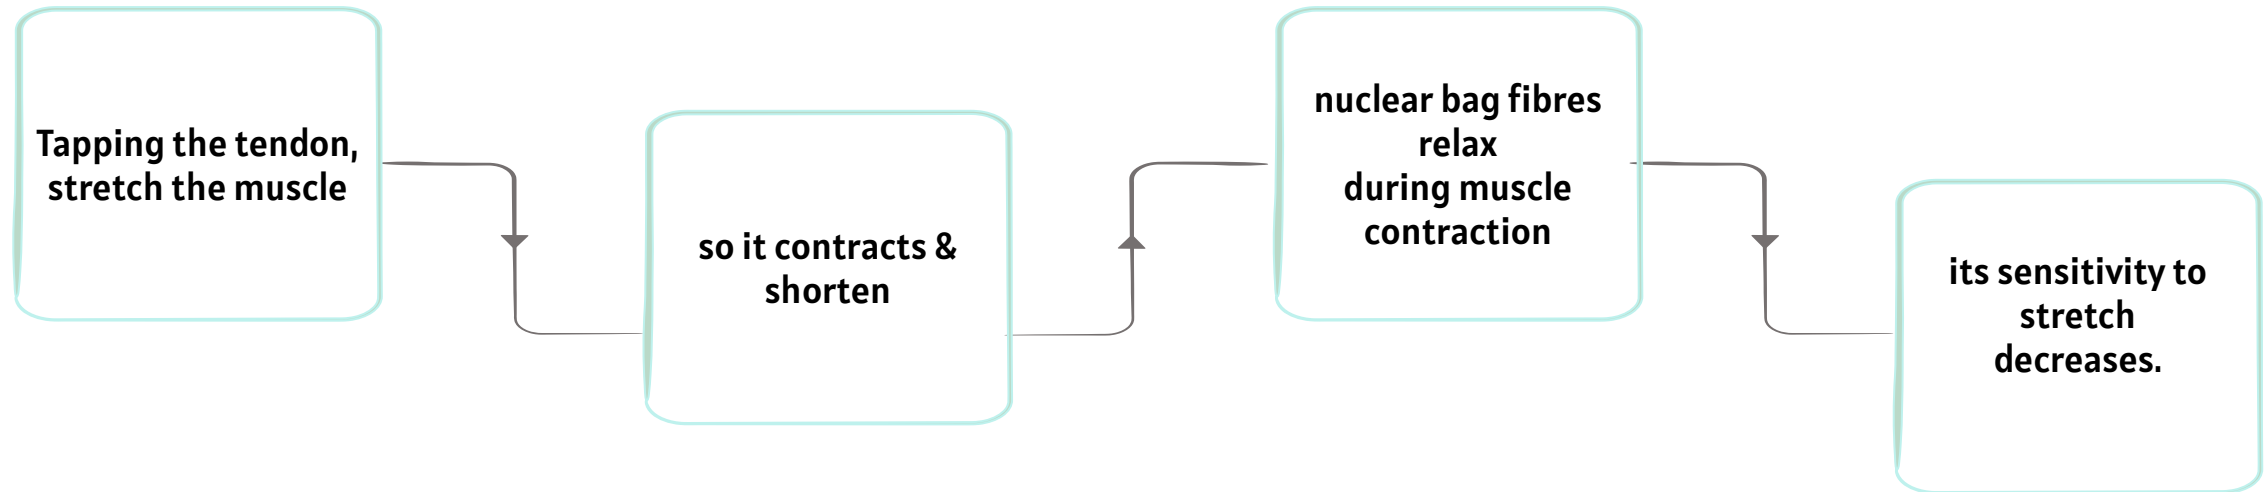 Tapping the tendon,
stretch the muscle
so it contracts &
shorten
nuclear bag fibres
relax
during muscle
contraction
its sensitivity to
stretch
decreases.